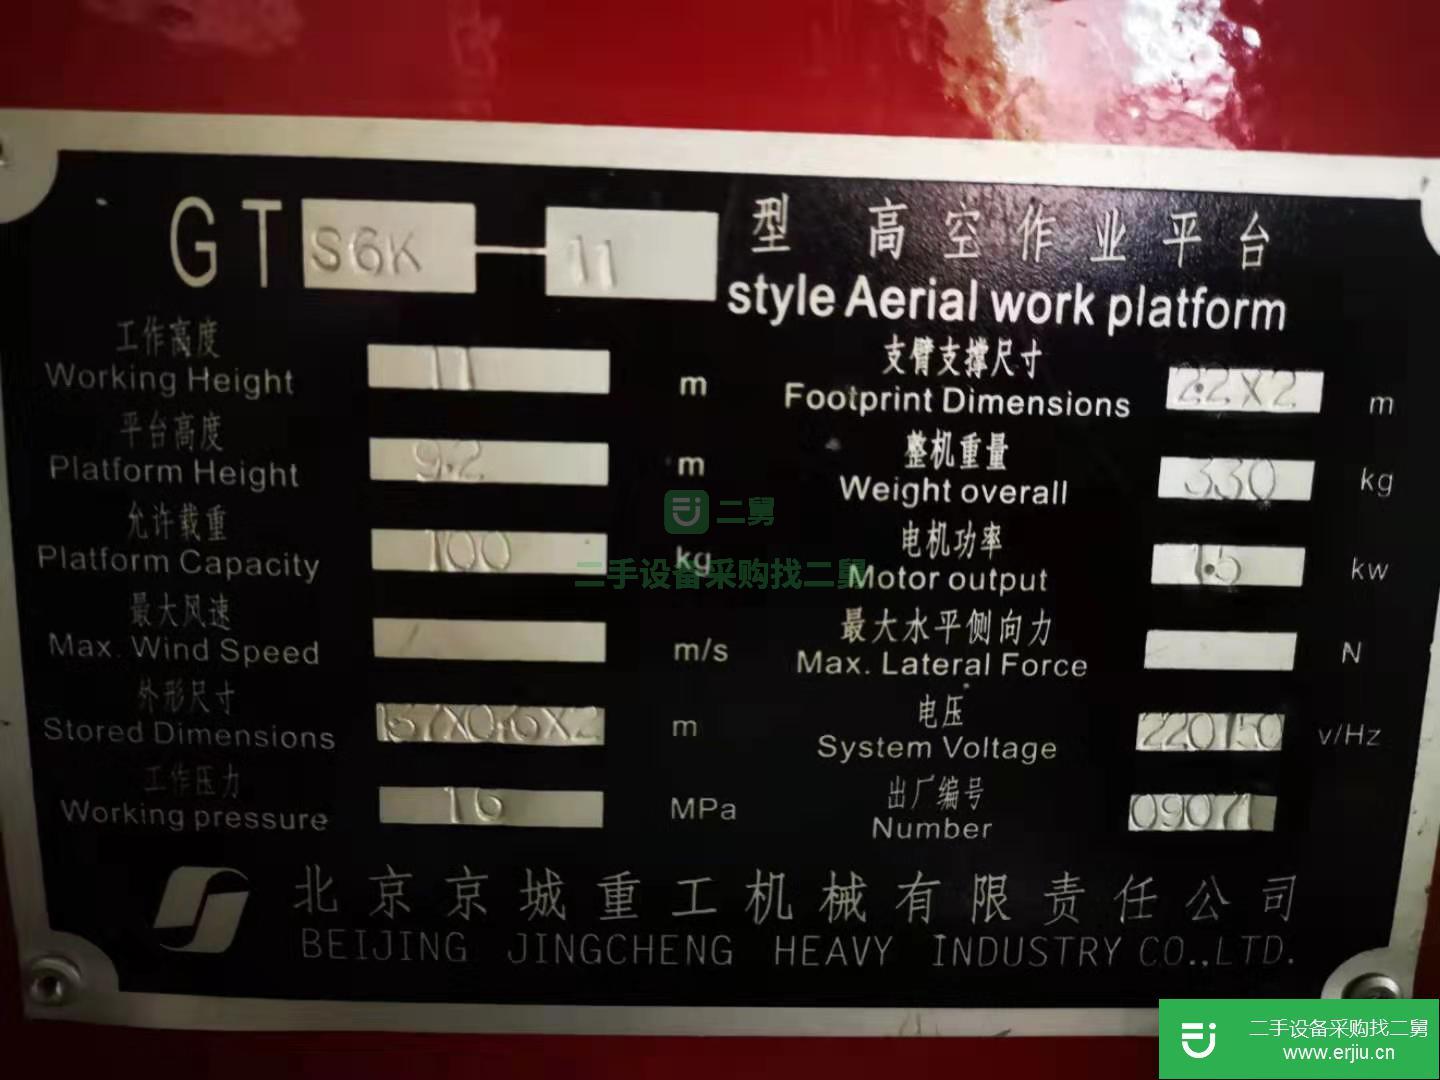 GT S6K — 11 型 高空作业平台
style Aerial work platform
工作高度
Working Height 11 m
平台高度
Platform Height 9.2 m
允许载重
Platform Capacity 100 kg
最大风速
Max. Wind Speed / m/s
外形尺寸
Stored Dimensions 1.37X0.6X2 m
工作压力
Working pressure 16 MPa
支臂支撑尺寸
Footprint Dimensions 2.2X2 m
整机重量
Weight overall 330 kg
电机功率
Motor output 1.5 kw
最大水平侧向力
Max. Lateral Force N
电压
System Voltage 220/50 v/Hz
出厂编号
Number 09071
北京京城重工机械有限责任公司
BEIJING JINGCHENG HEAVY INDUSTRY CO.,LTD.
二舅
二手设备采购找二舅
二手设备采购找二舅
www.erjiu.cn